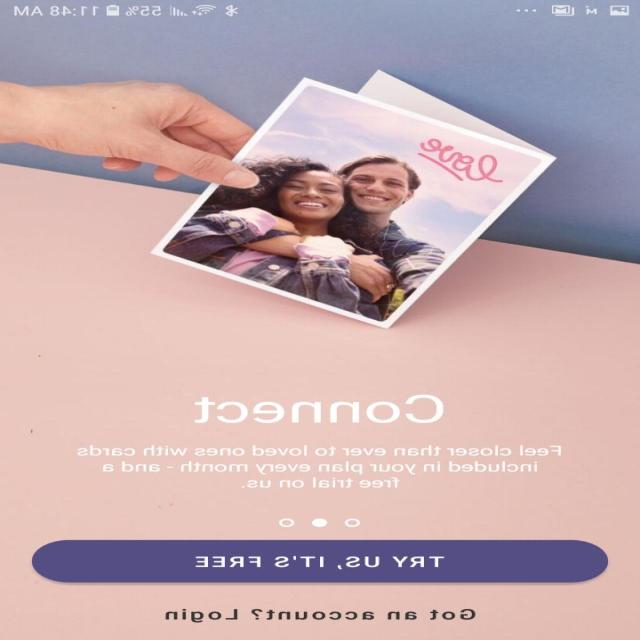 11:48 AM 55%
love
Connect
Feel closer than ever to loved ones with cards
included in your plan every month - and a
free trial on us.
TRY US, IT'S FREE
Got an account? Login